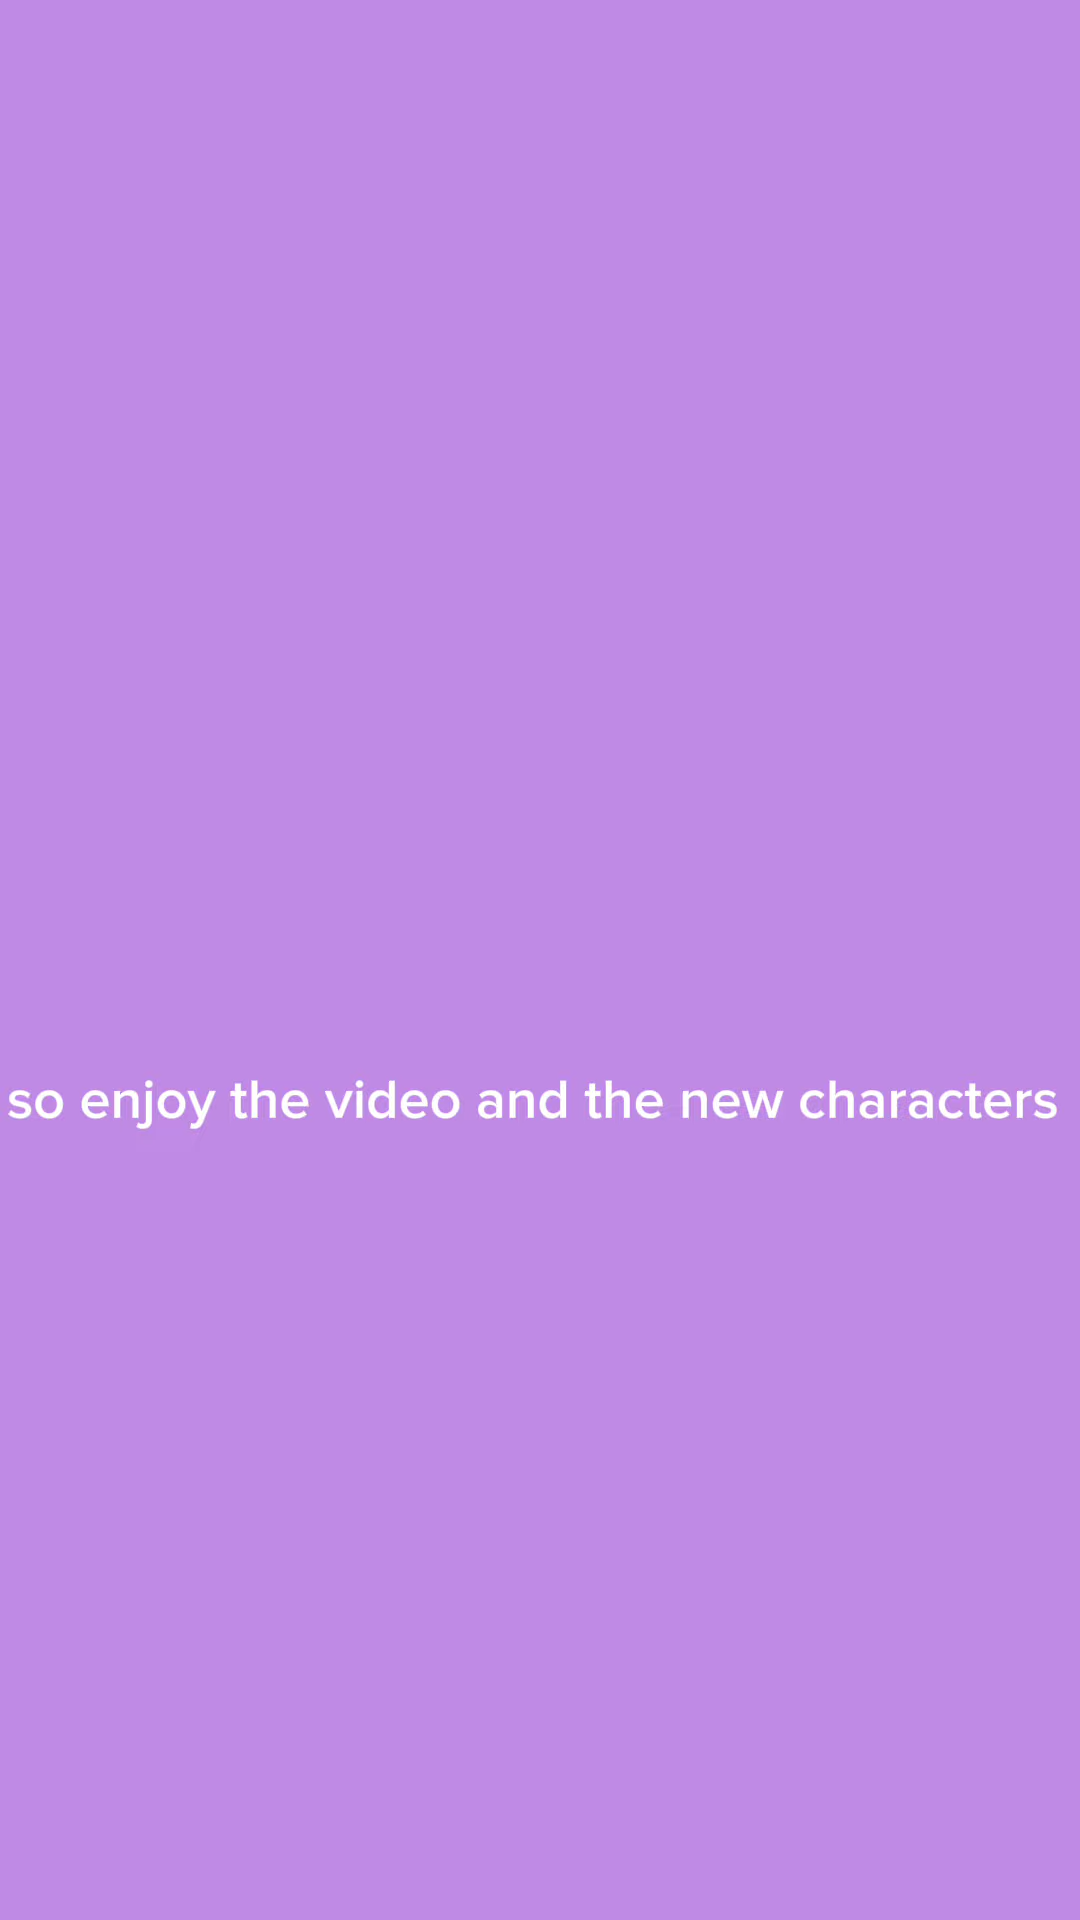 so enjoy the video and the new characters